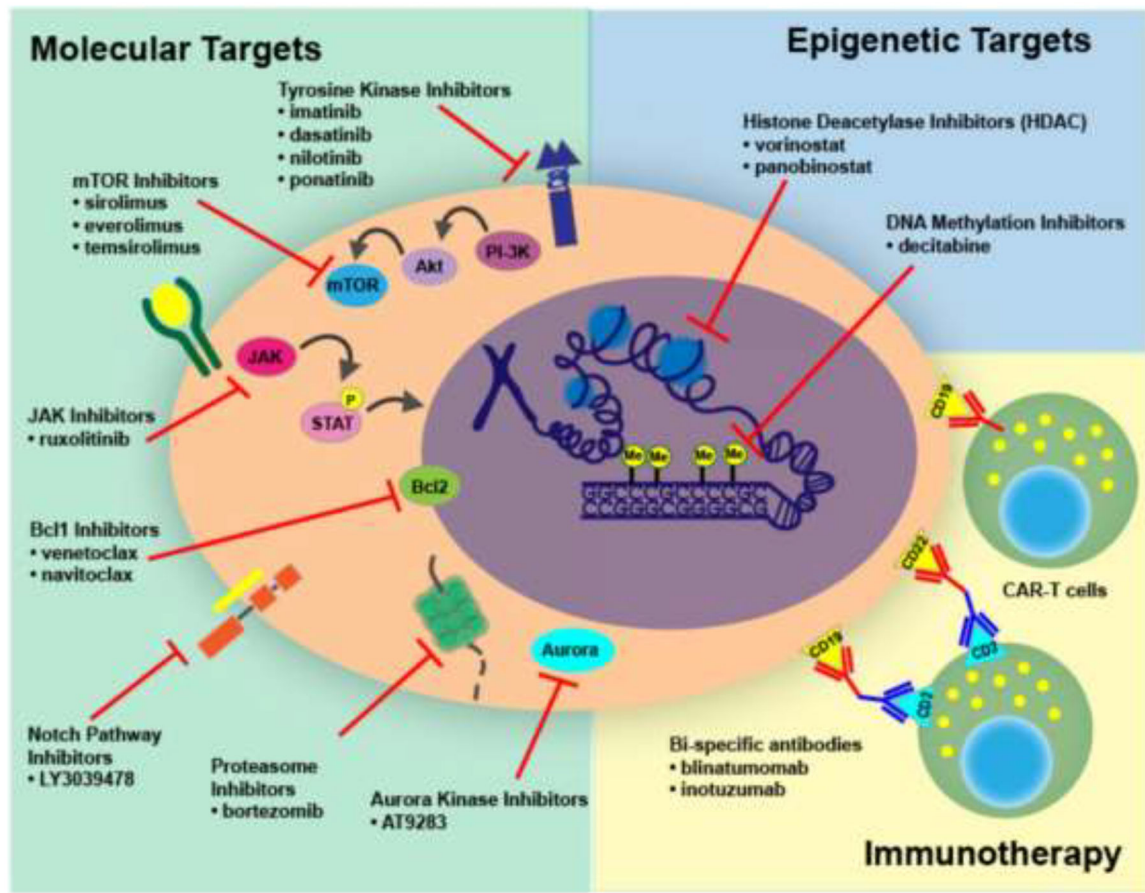 Molecular Targets
Epigenetic Targets
Tyrosine Kinase Inhibitors
• imatinib
• dasatinib
• nilotinib
• ponatinib
Histone Deacetylase Inhibitors (HDAC)
• vorinostat
• panobinostat
mTOR Inhibitors
• sirolimus
• everolimus
• temsirolimus
DNA Methylation Inhibitors
• decitabine
PI-3K
Akt
mTOR
JAK
P
STAT
JAK Inhibitors
• ruxolitinib
CD19
Me Me Me Me
Bcl2
GGCCCGCCCCGC
CCGGGCGGGGCG
Bcl1 Inhibitors
• venetoclax
• navitoclax
CD22
CAR-T cells
Aurora
CD19
CD3
CD2
Notch Pathway
Inhibitors
• LY3039478
Proteasome
Inhibitors
• bortezomib
Aurora Kinase Inhibitors
• AT9283
Bi-specific antibodies
• blinatumomab
• inotuzumab
Immunotherapy